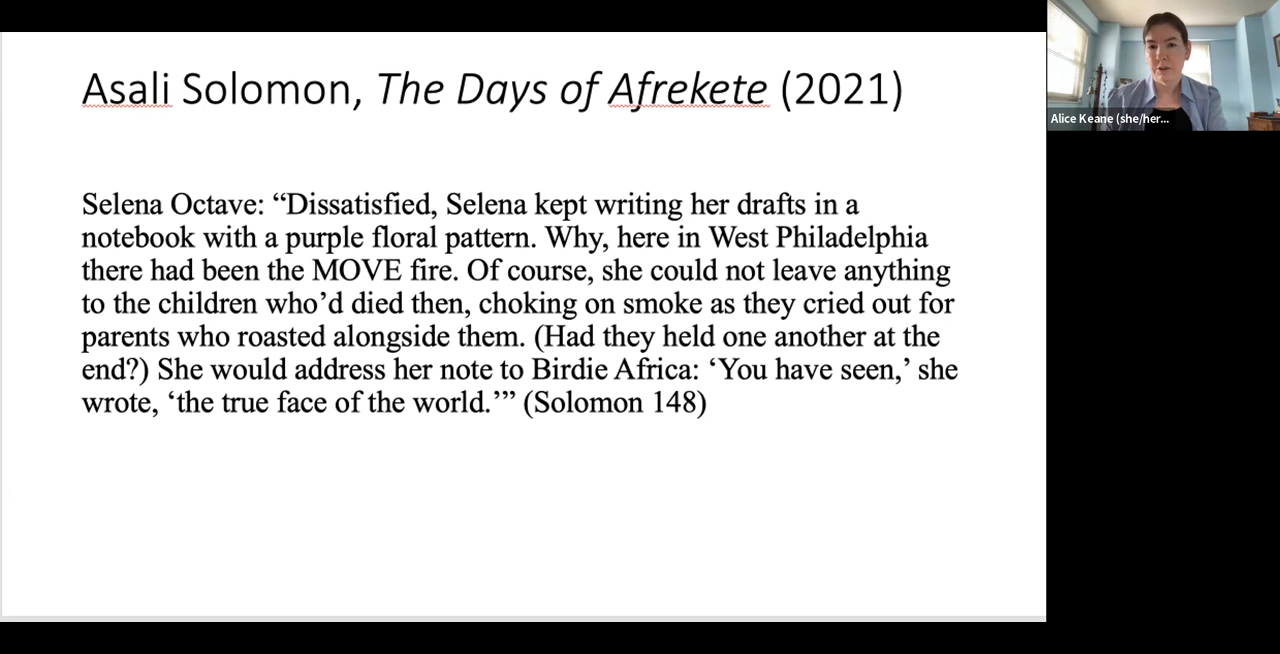 Asali Solomon, The Days of Afrekete (2021)
Selena Octave: “Dissatisfied, Selena kept writing her drafts in a
notebook with a purple floral pattern. Why, here in West Philadelphia
there had been the MOVE fire. Of course, she could not leave anything
to the children who’d died then, choking on smoke as they cried out for
parents who roasted alongside them. (Had they held one another at the
end?) She would address her note to Birdie Africa: ‘You have seen,’ she
wrote, ‘the true face of the world.’” (Solomon 148)
Alice Keane (she/her...